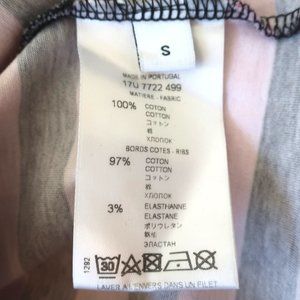 S
MADE IN PORTUGAL
17U 7722 499
MATIERE - FABRIC
100% COTON
COTTON
コットン
棉
ХЛОПОК
BORDS COTES - RIBS
97% COTON
COTTON
コットン
棉
ХЛОПОК
3% ELASTHANNE
ELASTANE
ポリウレタン
ЭЛАСТАН
1292
30
LAVER A L'ENVERS DANS UN FILET